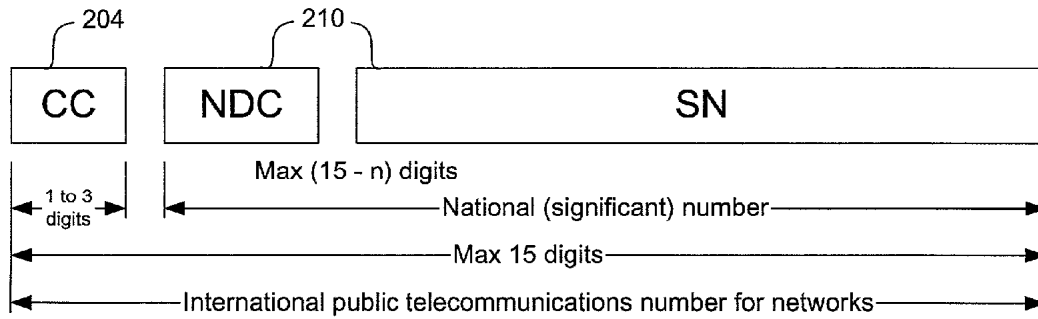 204
210
CC
NDC
SN
Max (15 - n) digits
1 to 3
digits
National (significant) number
Max 15 digits
International public telecommunications number for networks